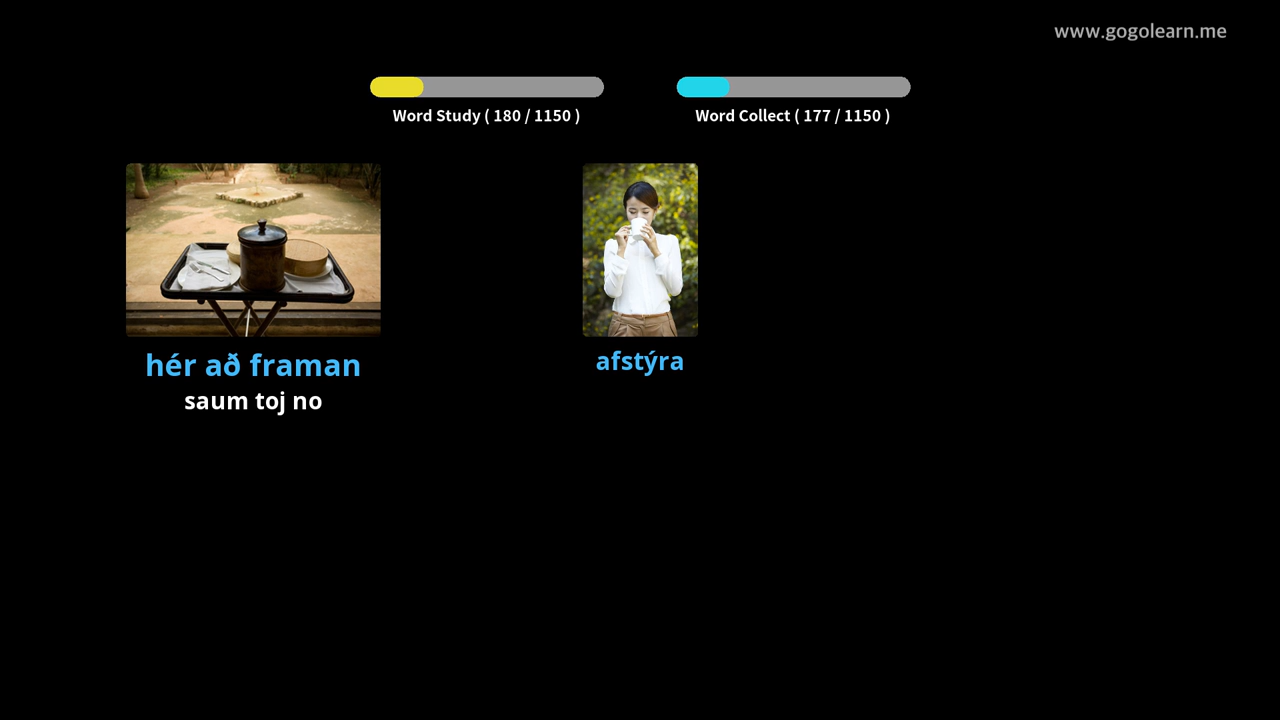 www.gogolearn.me
Word Study ( 180 / 1150 )
Word Collect ( 177 / 1150 )
hér að framan
saum toj no
afstýra